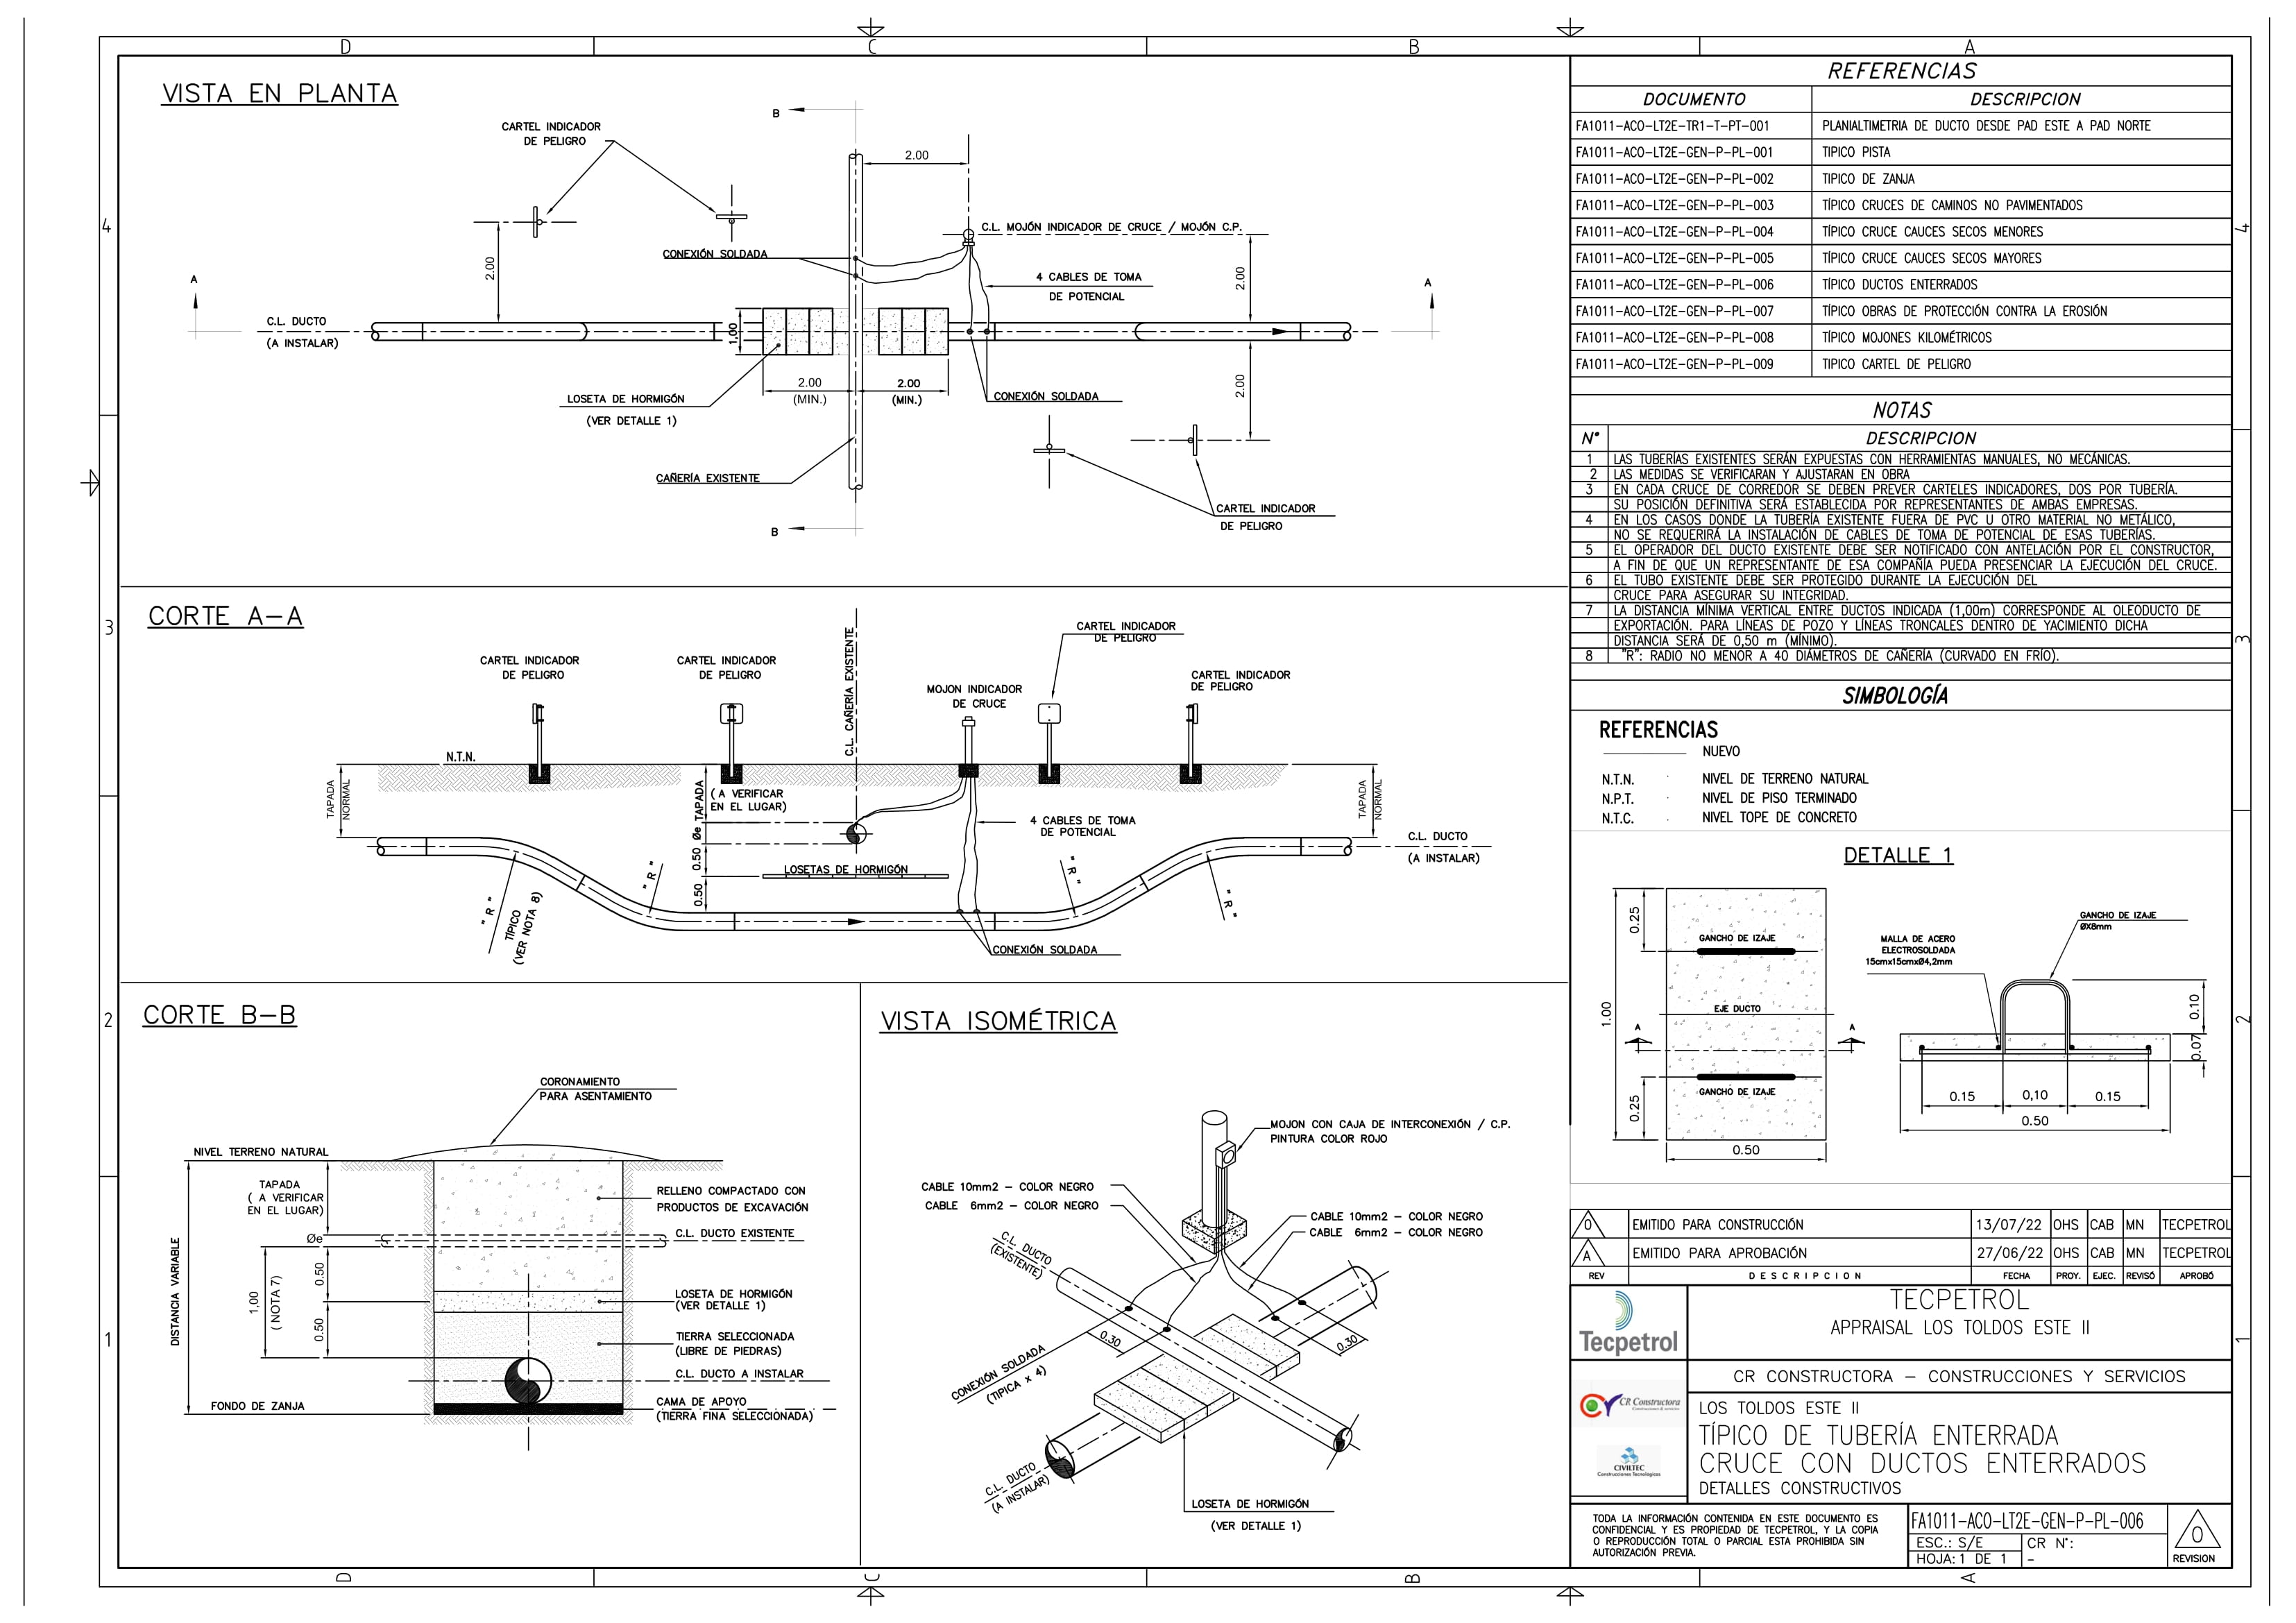 D
C
B
A
VISTA EN PLANTA
CARTEL INDICADOR
DE PELIGRO
B
2.00
C.L. MOJÓN INDICADOR DE CRUCE / MOJÓN C.P.
CONEXIÓN SOLDADA
4 CABLES DE TOMA
DE POTENCIAL
2.00
2.00
A
A
C.L. DUCTO
(A INSTALAR)
1,00
2.00
(MIN.)
2.00
(MIN.)
2.00
LOSETA DE HORMIGÓN
(VER DETALLE 1)
CONEXIÓN SOLDADA
CAÑERÍA EXISTENTE
CARTEL INDICADOR
DE PELIGRO
B
4
3
2
1
CORTE A-A
CARTEL INDICADOR
DE PELIGRO
CARTEL INDICADOR
DE PELIGRO
C.L. CAÑERÍA EXISTENTE
MOJON INDICADOR
DE CRUCE
CARTEL INDICADOR
DE PELIGRO
CARTEL INDICADOR
DE PELIGRO
N.T.N.
TAPADA
NORMAL
TAPADA
( A VERIFICAR
EN EL LUGAR)
Øe
0.50
0.50
4 CABLES DE TOMA
DE POTENCIAL
TAPADA
NORMAL
C.L. DUCTO
(A INSTALAR)
LOSETAS DE HORMIGÓN
" R "
TÍPICO
(VER NOTA 8)
" R "
" R "
" R "
CONEXIÓN SOLDADA
CORTE B-B
CORONAMIENTO
PARA ASENTAMIENTO
NIVEL TERRENO NATURAL
TAPADA
( A VERIFICAR
EN EL LUGAR)
Øe
DISTANCIA VARIABLE
1,00
(NOTA 7)
0.50
0.50
RELLENO COMPACTADO CON
PRODUCTOS DE EXCAVACIÓN
C.L. DUCTO EXISTENTE
LOSETA DE HORMIGÓN
(VER DETALLE 1)
TIERRA SELECCIONADA
(LIBRE DE PIEDRAS)
C.L. DUCTO A INSTALAR
FONDO DE ZANJA
CAMA DE APOYO
(TIERRA FINA SELECCIONADA)
VISTA ISOMÉTRICA
MOJON CON CAJA DE INTERCONEXIÓN / C.P.
PINTURA COLOR ROJO
CABLE 10mm2 - COLOR NEGRO
CABLE 6mm2 - COLOR NEGRO
CABLE 10mm2 - COLOR NEGRO
CABLE 6mm2 - COLOR NEGRO
C.L. DUCTO
(EXISTENTE)
0.30
0.30
CONEXIÓN SOLDADA
(TIPICA x 4)
C.L. DUCTO
(A INSTALAR)
LOSETA DE HORMIGÓN
(VER DETALLE 1)
REFERENCIAS
DOCUMENTO DESCRIPCION
FA1011-ACO-LT2E-TR1-T-PT-001 PLANIALTIMETRIA DE DUCTO DESDE PAD ESTE A PAD NORTE
FA1011-ACO-LT2E-GEN-P-PL-001 TIPICO PISTA
FA1011-ACO-LT2E-GEN-P-PL-002 TIPICO DE ZANJA
FA1011-ACO-LT2E-GEN-P-PL-003 TÍPICO CRUCES DE CAMINOS NO PAVIMENTADOS
FA1011-ACO-LT2E-GEN-P-PL-004 TÍPICO CRUCE CAUCES SECOS MENORES
FA1011-ACO-LT2E-GEN-P-PL-005 TÍPICO CRUCE CAUCES SECOS MAYORES
FA1011-ACO-LT2E-GEN-P-PL-006 TÍPICO DUCTOS ENTERRADOS
FA1011-ACO-LT2E-GEN-P-PL-007 TÍPICO OBRAS DE PROTECCIÓN CONTRA LA EROSIÓN
FA1011-ACO-LT2E-GEN-P-PL-008 TÍPICO MOJONES KILOMÉTRICOS
FA1011-ACO-LT2E-GEN-P-PL-009 TIPICO CARTEL DE PELIGRO
NOTAS
N° DESCRIPCION
1 LAS TUBERÍAS EXISTENTES SERÁN EXPUESTAS CON HERRAMIENTAS MANUALES, NO MECÁNICAS.
2 LAS MEDIDAS SE VERIFICARAN Y AJUSTARAN EN OBRA
3 EN CADA CRUCE DE CORREDOR SE DEBEN PREVER CARTELES INDICADORES, DOS POR TUBERÍA.
SU POSICIÓN DEFINITIVA SERÁ ESTABLECIDA POR REPRESENTANTES DE AMBAS EMPRESAS.
4 EN LOS CASOS DONDE LA TUBERÍA EXISTENTE FUERA DE PVC U OTRO MATERIAL NO METÁLICO,
NO SE REQUERIRÁ LA INSTALACIÓN DE CABLES DE TOMA DE POTENCIAL DE ESAS TUBERÍAS.
5 EL OPERADOR DEL DUCTO EXISTENTE DEBE SER NOTIFICADO CON ANTELACIÓN POR EL CONSTRUCTOR,
A FIN DE QUE UN REPRESENTANTE DE ESA COMPAÑÍA PUEDA PRESENCIAR LA EJECUCIÓN DEL CRUCE.
6 EL TUBO EXISTENTE DEBE SER PROTEGIDO DURANTE LA EJECUCIÓN DEL
CRUCE PARA ASEGURAR SU INTEGRIDAD.
7 LA DISTANCIA MÍNIMA VERTICAL ENTRE DUCTOS INDICADA (1,00m) CORRESPONDE AL OLEODUCTO DE
EXPORTACIÓN. PARA LÍNEAS DE POZO Y LÍNEAS TRONCALES DENTRO DE YACIMIENTO DICHA
DISTANCIA SERÁ DE 0,50 m (MÍNIMO).
8 "R": RADIO NO MENOR A 40 DIÁMETROS DE CAÑERÍA (CURVADO EN FRÍO).
SIMBOLOGÍA
REFERENCIAS
NUEVO
N.T.N. NIVEL DE TERRENO NATURAL
N.P.T. NIVEL DE PISO TERMINADO
N.T.C. NIVEL TOPE DE CONCRETO
DETALLE 1
0.25
GANCHO DE IZAJE
1.00
EJE DUCTO
A
A
GANCHO DE IZAJE
0.25
0.50
GANCHO DE IZAJE
ØX8mm
MALLA DE ACERO
ELECTROSOLDADA
15cmx15cmxØ4,2mm
0.10
0.07
0.15
0,10
0.15
0.50
0 EMITIDO PARA CONSTRUCCIÓN 13/07/22 OHS CAB MN TECPETROL
A EMITIDO PARA APROBACIÓN 27/06/22 OHS CAB MN TECPETROL
REV DESCRIPCION FECHA PROY. EJEC. REVISÓ APROBÓ
Tecpetrol
TECPETROL
APPRAISAL LOS TOLDOS ESTE II
CR CONSTRUCTORA - CONSTRUCCIONES Y SERVICIOS
CR Constructora
CIVILTEC
Construcciones Tecnológicas
LOS TOLDOS ESTE II
TÍPICO DE TUBERÍA ENTERRADA
CRUCE CON DUCTOS ENTERRADOS
DETALLES CONSTRUCTIVOS
TODA LA INFORMACIÓN CONTENIDA EN ESTE DOCUMENTO ES
CONFIDENCIAL Y ES PROPIEDAD DE TECPETROL, Y LA COPIA
O REPRODUCCIÓN TOTAL O PARCIAL ESTA PROHIBIDA SIN
AUTORIZACIÓN PREVIA.
FA1011-ACO-LT2E-GEN-P-PL-006
ESC.: S/E
CR N°:
HOJA: 1 DE 1
-
0
REVISION
4
3
2
1
D
C
B
A